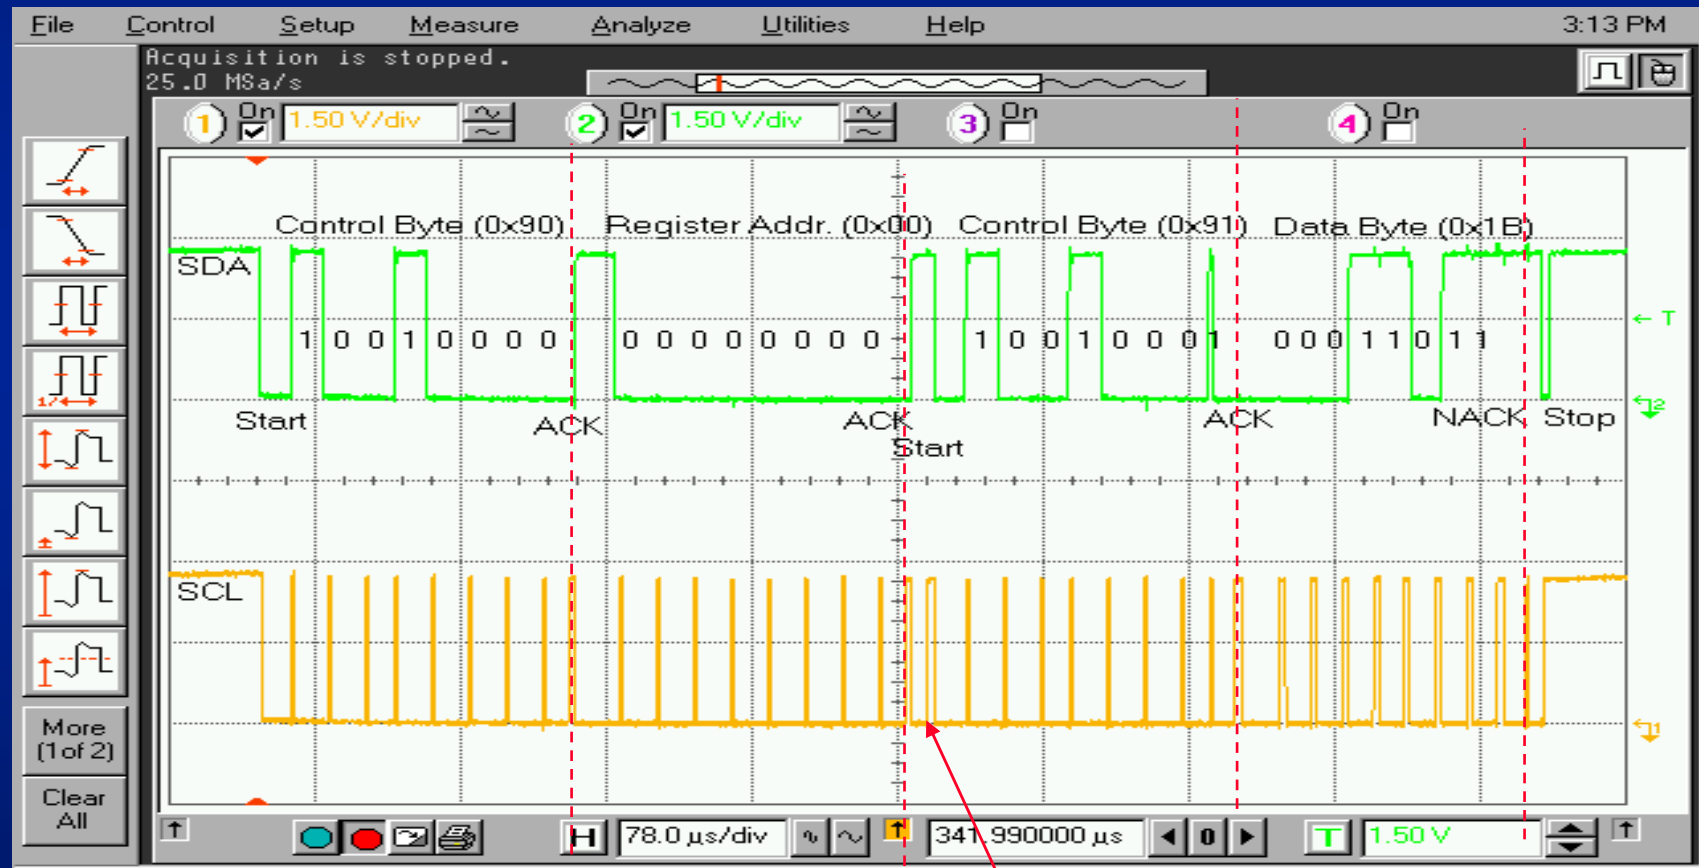 File Control Setup Measure Analyze Utilities Help 3:13 PM
Acquisition is stopped.
25.0 MSa/s
1 On 1.50 V/div 2 On 1.50 V/div 3 On 4 On
Control Byte (0x90) Register Addr. (0x00) Control Byte (0x91) Data Byte (0x1B)
SDA
T
1 0 0 1 0 0 0 0 0 0 0 0 0 0 0 0 1 0 0 1 0 0 0 1 0 0 0 1 1 0 1 1
2
Start ACK ACK ACK NACK Stop
Start
SCL
1/
1
More
(1 of 2)
Clear
All
H 78.0 µs/div 341.990000 µs 0 T 1.50 V